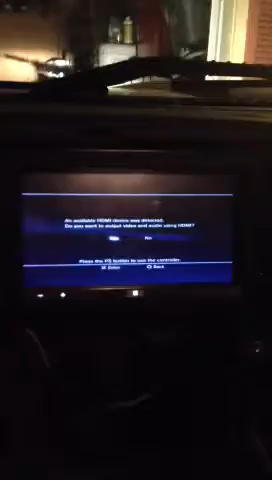 An available HDMI device was detected.
Do you want to output video and audio using HDMI?
Yes No
Press the PS button to use the controller.
Enter Back